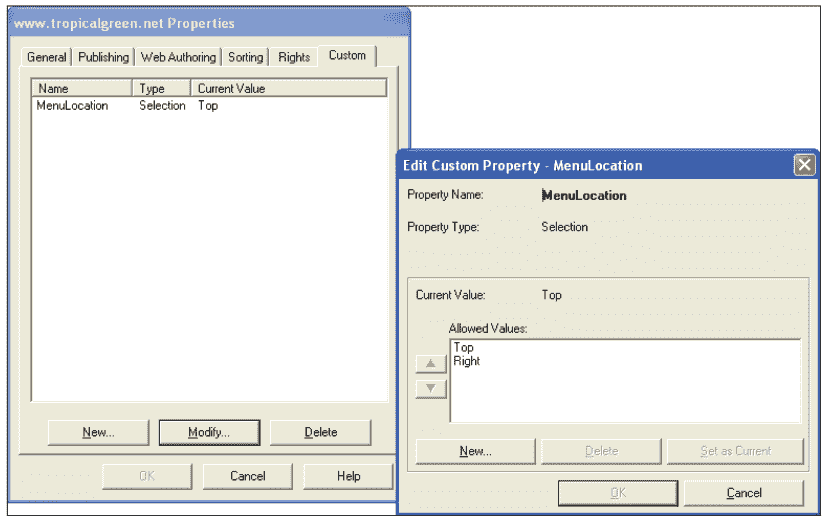 www.tropicalgreen.net Properties
General Publishing Web Authoring Sorting Rights Custom
Name Type Current Value
MenuLocation Selection Top
New... Modify... Delete
OK Cancel Help
Edit Custom Property - MenuLocation
Property Name: MenuLocation
Property Type: Selection
Current Value: Top
Allowed Values:
Top
Right
New... Delete Set as Current
OK Cancel